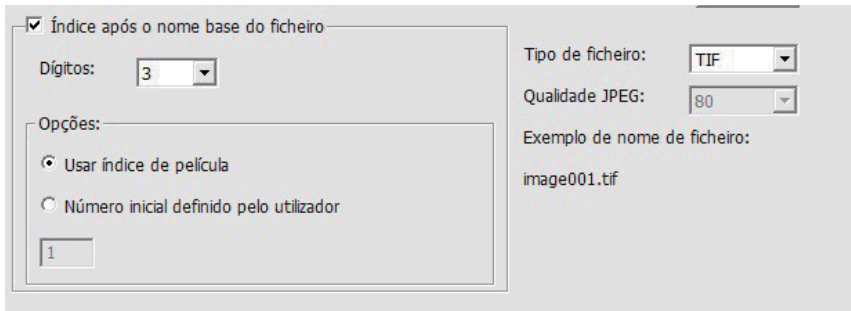 Índice após o nome base do ficheiro
Dígitos: 3
Opções:
Usar índice de película
Número inicial definido pelo utilizador
1
Tipo de ficheiro: TIF
Qualidade JPEG: 80
Exemplo de nome de ficheiro:
image001.tif